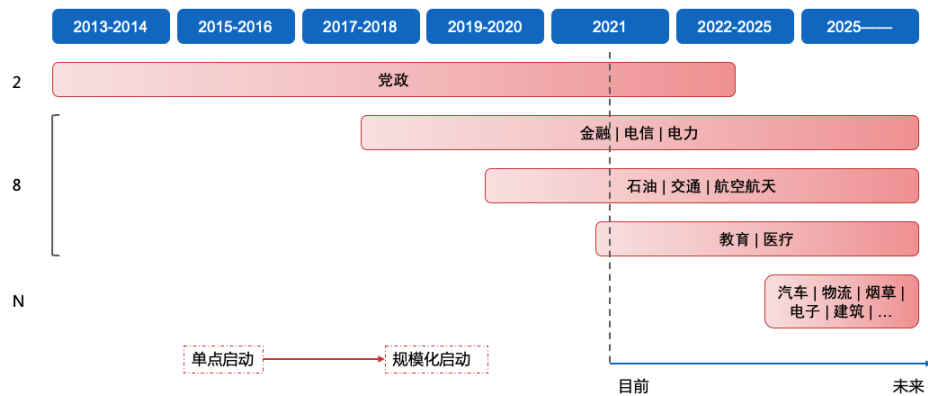 2013-2014
2015-2016
2017-2018
2019-2020
2021
2022-2025
2025——
2
党政
金融 | 电信 | 电力
8
石油 | 交通 | 航空航天
教育 | 医疗
N
汽车 | 物流 | 烟草 |
电子 | 建筑 | ...
单点启动
规模化启动
目前
未来